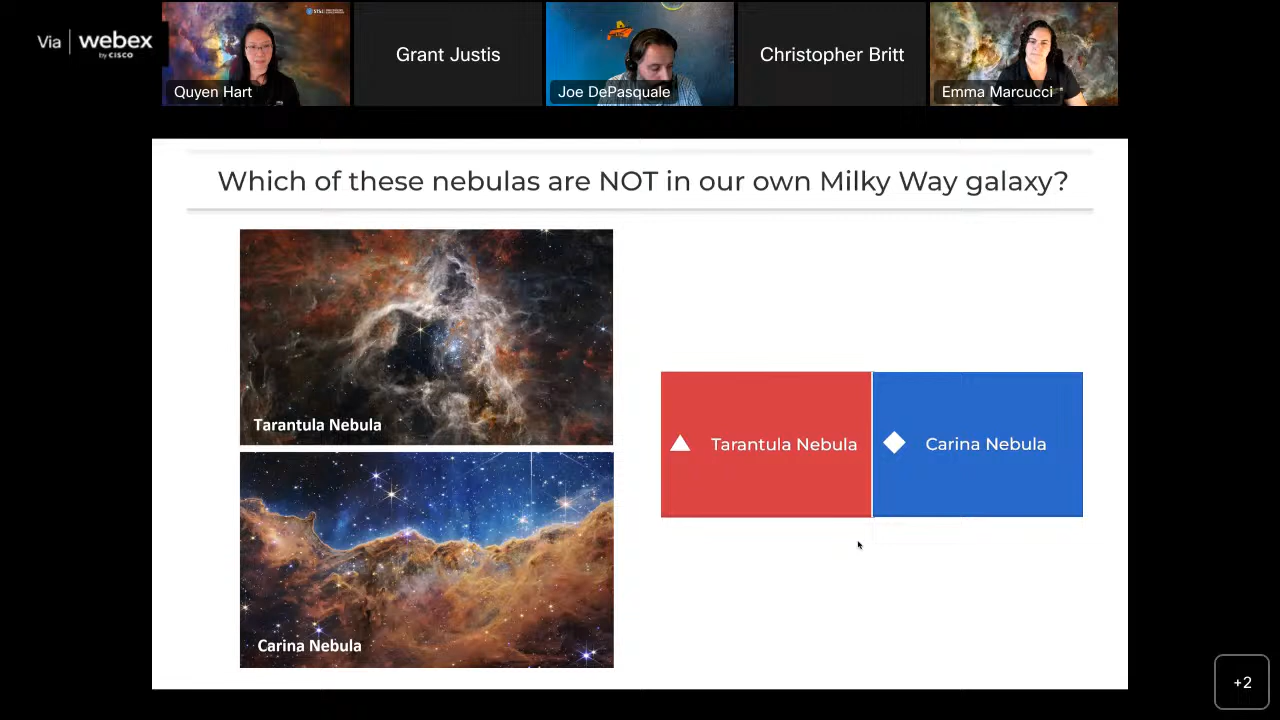 Via | webex
by CISCO
Quyen Hart
Grant Justis
Joe DePasquale
Christopher Britt
Emma Marcucci
Which of these nebulas are NOT in our own Milky Way galaxy?
Tarantula Nebula
Carina Nebula
Tarantula Nebula
Carina Nebula
+2